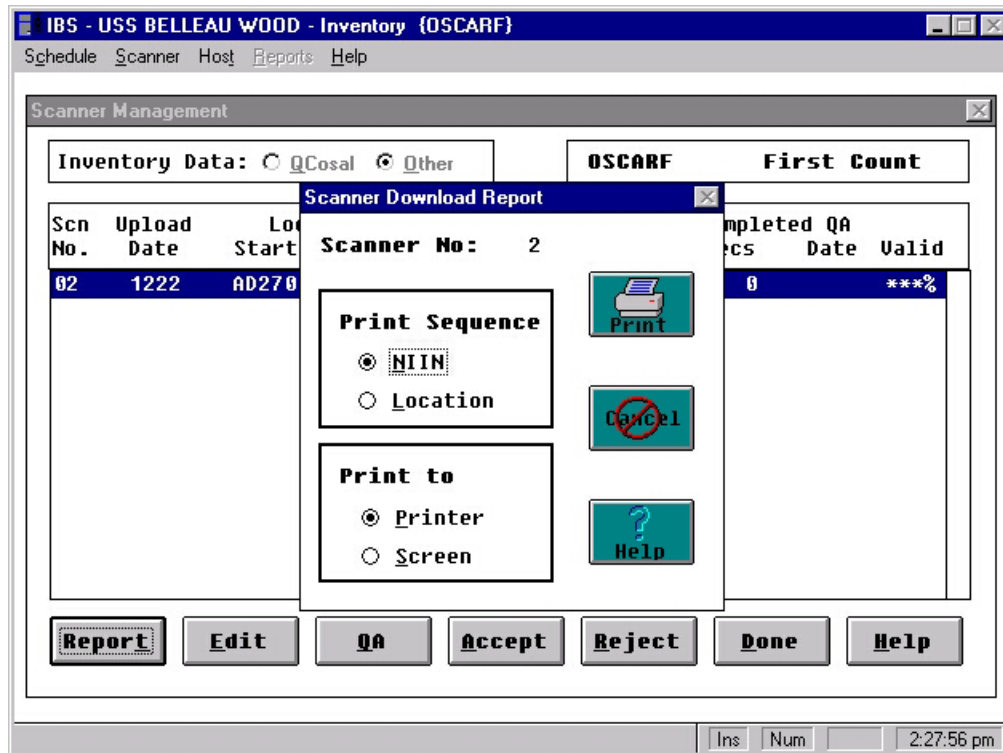 IBS - USS BELLEAU WOOD - Inventory {OSCARF}
Schedule Scanner Host Reports Help
Scanner Management
Inventory Data: QCosal Other
OSCARF First Count
Scanner Download Report
Scn Upload
No. Date Start
Date Valid
02 1222 AD270 0 ***%
Scanner No: 2
Print Sequence
NIIN
Location
Print to
Printer
Screen
Print
Cancel
Help
Report Edit QA Accept Reject Done Help
Ins Num 2:27:56 pm